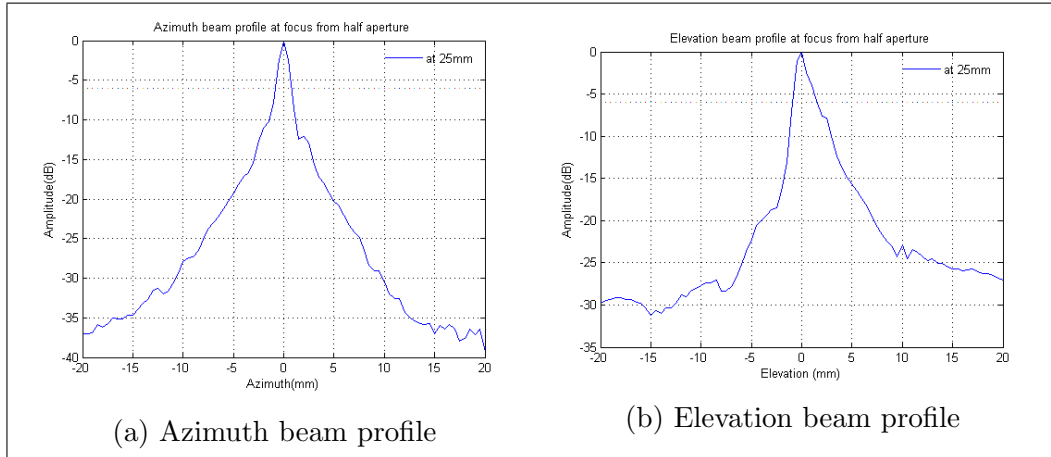 Azimuth beam profile at focus from half aperture
0
-5
-10
-15
-20
-25
-30
-35
-40
Amplitude(dB)
at 25mm
-20 -15 -10 -5 0 5 10 15 20
Azimuth(mm)
(a) Azimuth beam profile
Elevation beam profile at focus from half aperture
0
-5
-10
-15
-20
-25
-30
-35
Amplitude(dB)
at 25mm
-20 -15 -10 -5 0 5 10 15 20
Elevation (mm)
(b) Elevation beam profile